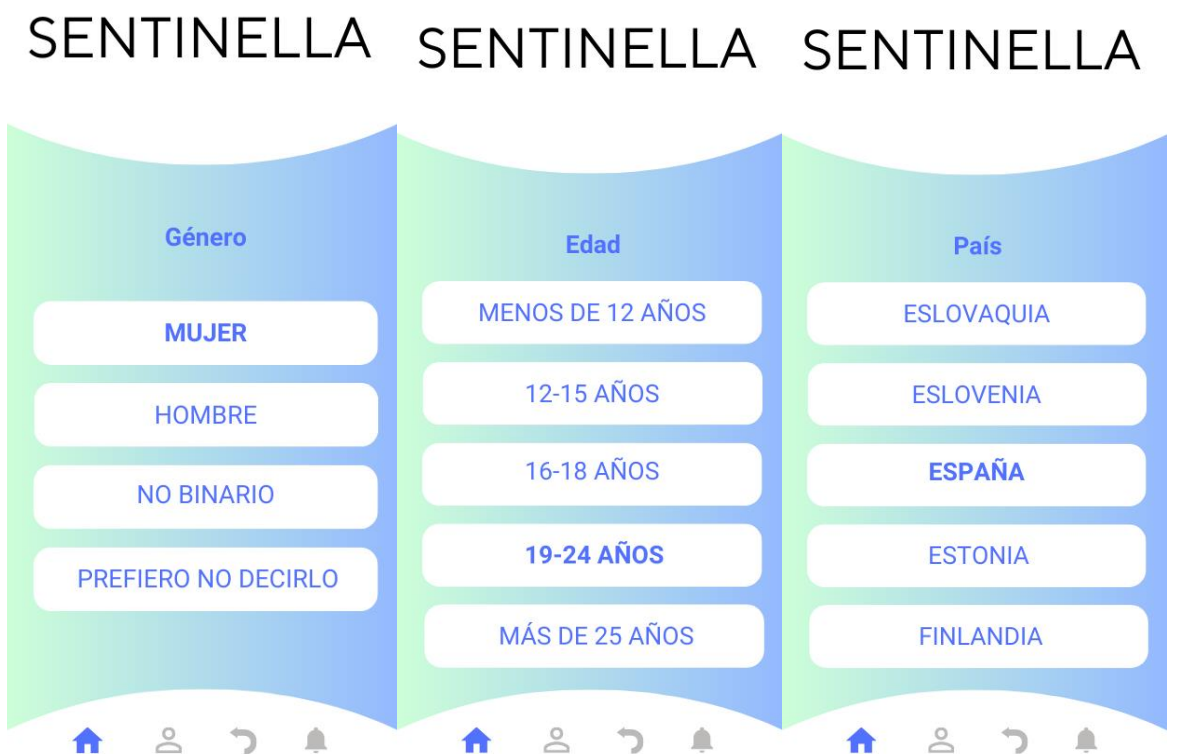 SENTINELLA
Género
MUJER
HOMBRE
NO BINARIO
PREFIERO NO DECIRLO
SENTINELLA
Edad
MENOS DE 12 AÑOS
12-15 AÑOS
16-18 AÑOS
19-24 AÑOS
MÁS DE 25 AÑOS
SENTINELLA
País
ESLOVAQUIA
ESLOVENIA
ESPAÑA
ESTONIA
FINLANDIA